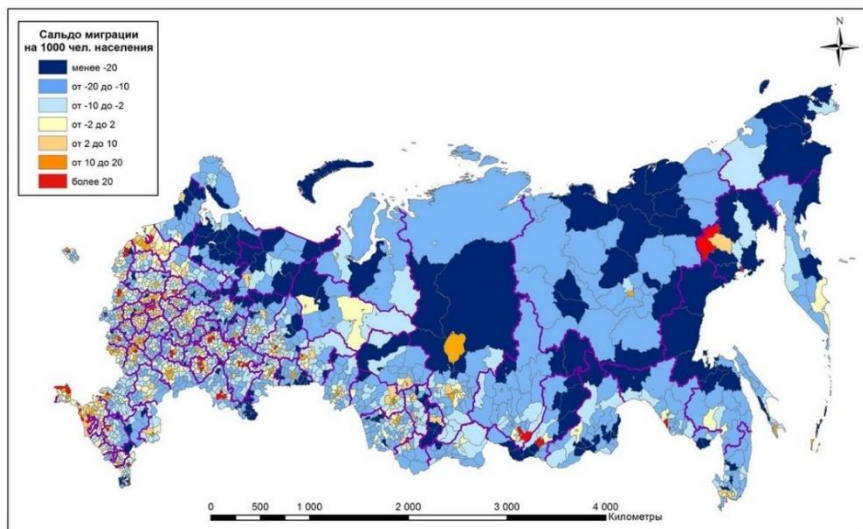 Сальдо миграции
на 1000 чел. населения
менее -20
от -20 до -10
от -10 до -2
от -2 до 2
от 2 до 10
от 10 до 20
более 20
N
0 500 1 000 2 000 3 000 4 000
Километры